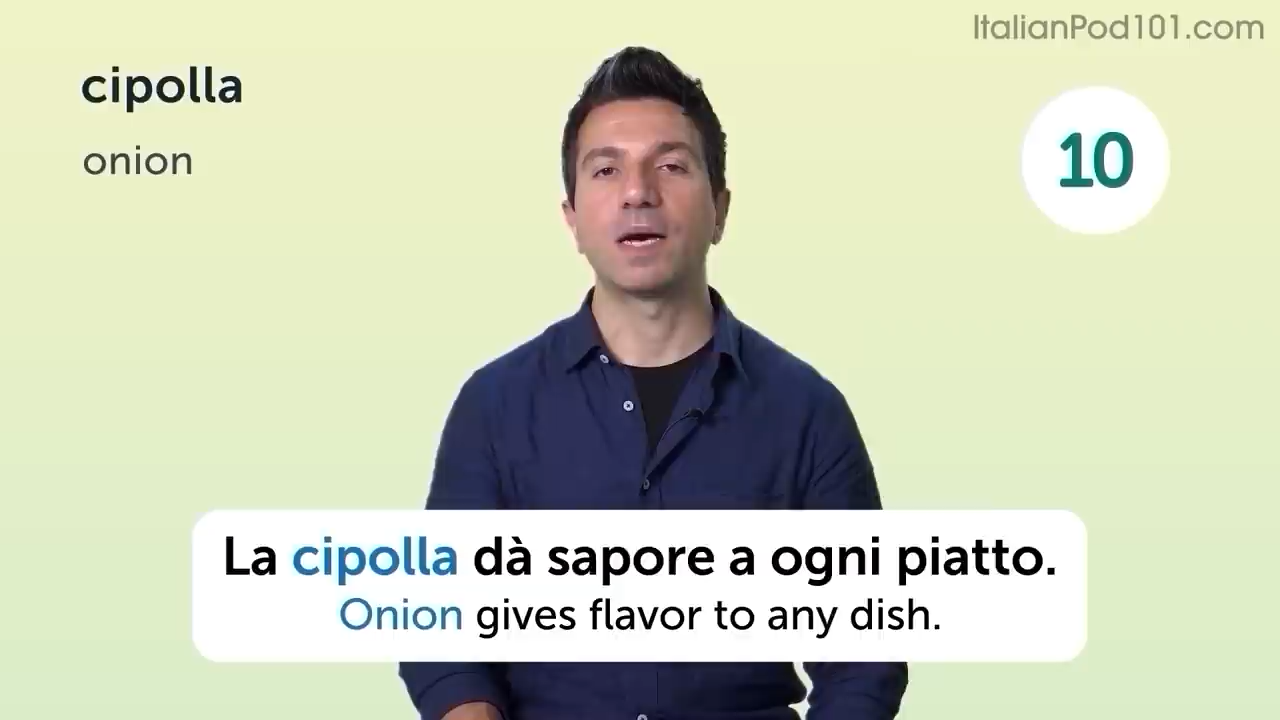 ItalianPod101.com
cipolla
onion
10
La cipolla dà sapore a ogni piatto.
Onion gives flavor to any dish.